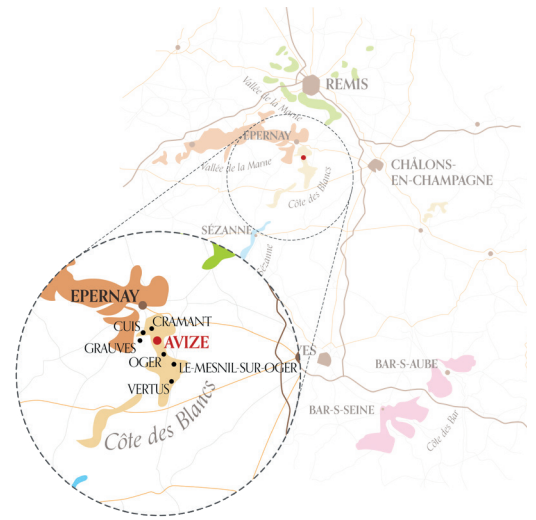 Vallée de la Marne
REMIS
EPERNAY
Vallée de la Marne
CHÂLONS-
EN-CHAMPAGNE
Côte des Blancs
SÉZANNE
ézanne
EPERNAY
CUIS
CRAMANT
GRAUVES
AVIZE
OGER
LE-MESNIL-SUR-OGER
VERTUS
Côte des Blancs
YES
BAR-S-AUBE
BAR-S-SEINE
Côte des Bar